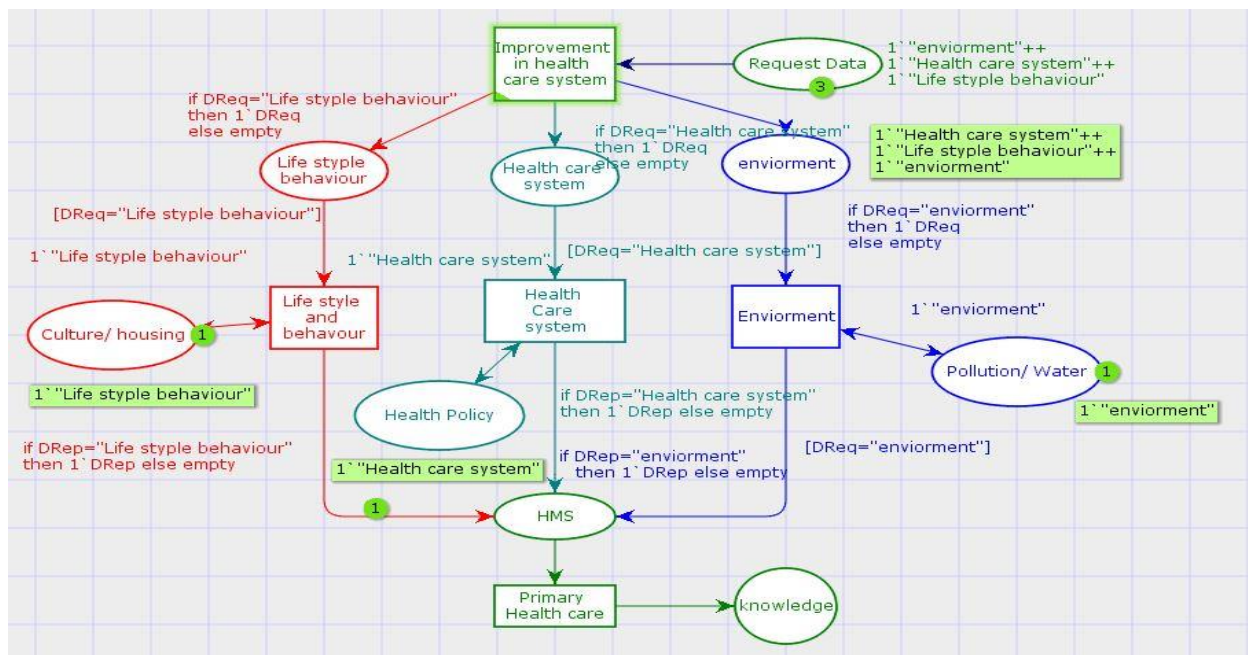 Improvement
in health
care system
Request Data
3
1`"enviorment"++
1`"Health care system"++
1`"Life styple behaviour"
if DReq="Life styple behaviour"
then 1`DReq
else empty
if DReq="Health care system"
then 1`DReq
else empty
1`"Health care system"++
1`"Life styple behaviour"++
1`"enviorment"
Life styple
behaviour
Health care
system
enviorment
[DReq="Life styple behaviour"]
if DReq="enviorment"
then 1`DReq
else empty
1`"Life styple behaviour"
1`"Health care system"
[DReq="Health care system"]
Life style
and
behavour
Health
Care
system
Enviorment
1`"enviorment"
Culture/ housing
1
Pollution/ Water
1
1`"Life styple behaviour"
Health Policy
if DRep="Health care system"
then 1`DRep else empty
1`"enviorment"
if DRep="Life styple behaviour"
then 1`DRep else empty
1`"Health care system"
if DRep="enviorment"
then 1`DRep else empty
[DReq="enviorment"]
1
HMS
Primary
Health care
knowledge